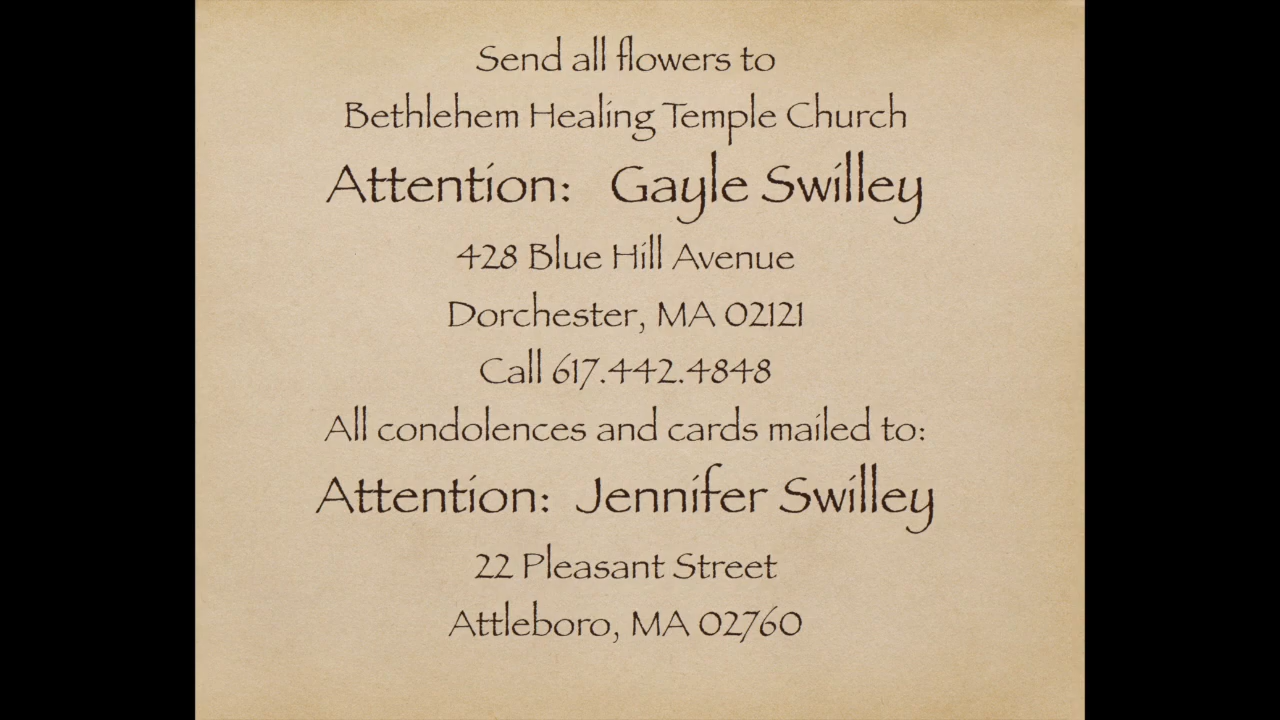 Send all flowers to
Bethlehem Healing Temple Church
Attention: Gayle Swilley
428 Blue Hill Avenue
Dorchester, MA 02121
Call 617.442.4848
All condolences and cards mailed to:
Attention: Jennifer Swilley
22 Pleasant Street
Attleboro, MA 02760